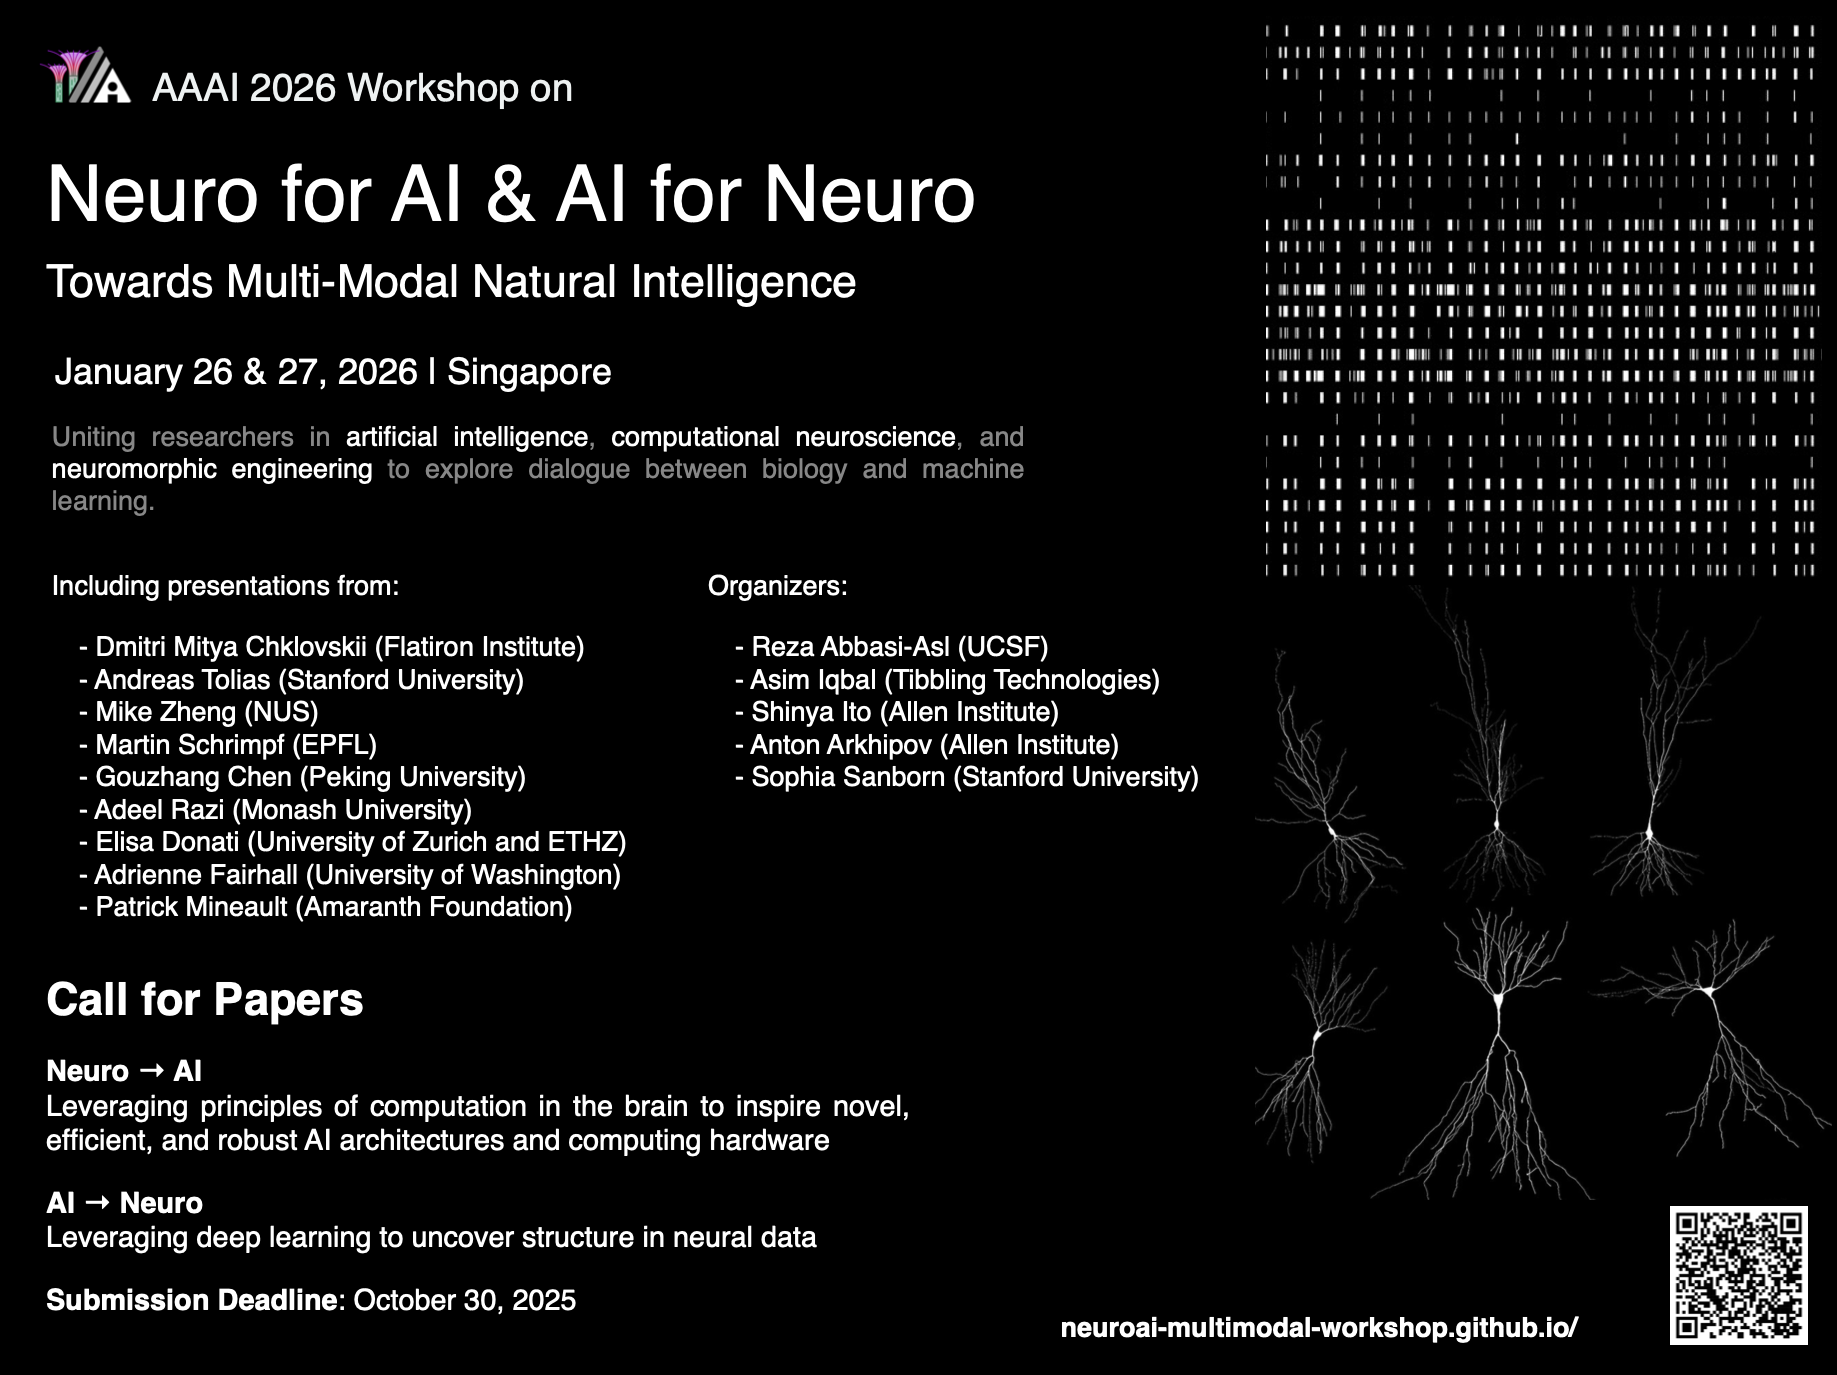 AAAI 2026 Workshop on
Neuro for AI & AI for Neuro
Towards Multi-Modal Natural Intelligence
January 26 & 27, 2026 | Singapore
Uniting researchers in artificial intelligence, computational neuroscience, and
neuromorphic engineering to explore dialogue between biology and machine
learning.
Including presentations from:
- Dmitri Mitya Chklovskii (Flatiron Institute)
- Andreas Tolias (Stanford University)
- Mike Zheng (NUS)
- Martin Schrimpf (EPFL)
- Gouzhang Chen (Peking University)
- Adeel Razi (Monash University)
- Elisa Donati (University of Zurich and ETHZ)
- Adrienne Fairhall (University of Washington)
- Patrick Mineault (Amaranth Foundation)
Organizers:
- Reza Abbasi-Asl (UCSF)
- Asim Iqbal (Tibbling Technologies)
- Shinya Ito (Allen Institute)
- Anton Arkhipov (Allen Institute)
- Sophia Sanborn (Stanford University)
Call for Papers
Neuro → AI
Leveraging principles of computation in the brain to inspire novel,
efficient, and robust AI architectures and computing hardware
AI → Neuro
Leveraging deep learning to uncover structure in neural data
Submission Deadline: October 30, 2025
neuroai-multimodal-workshop.github.io/